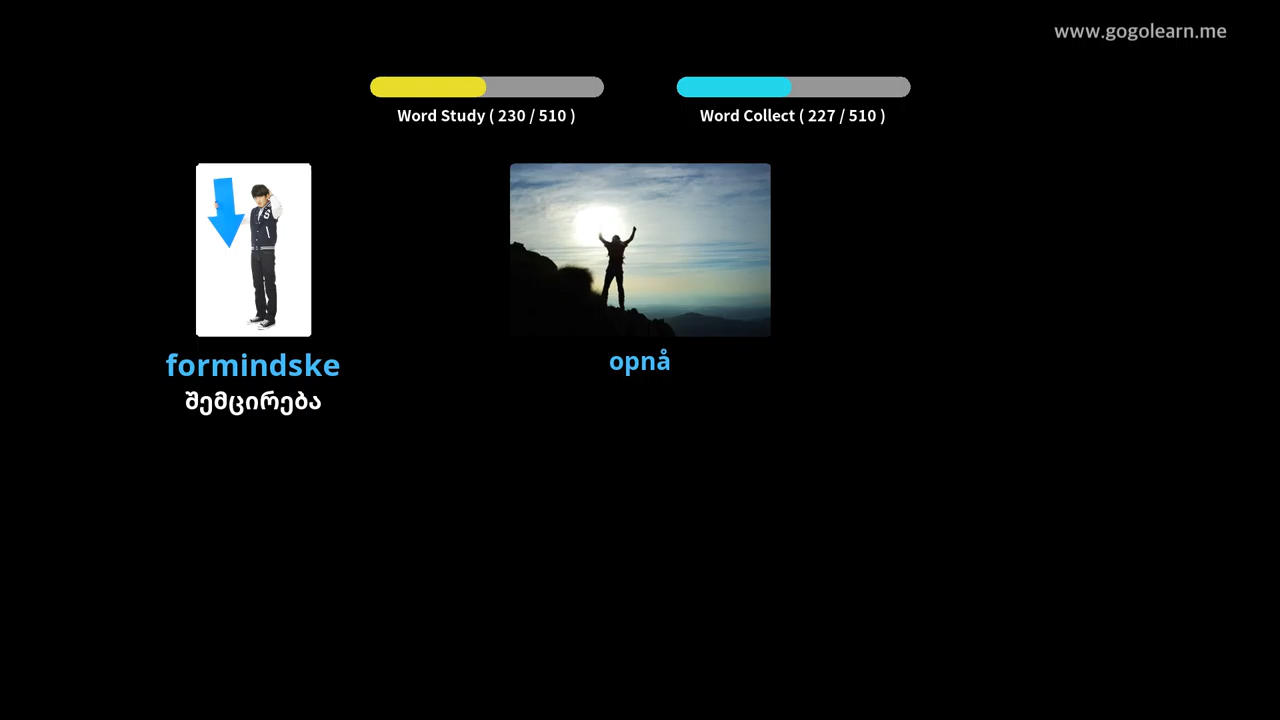 www.gogolearn.me
Word Study ( 230 / 510 )
Word Collect ( 227 / 510 )
formindske
შემცირება
opnå